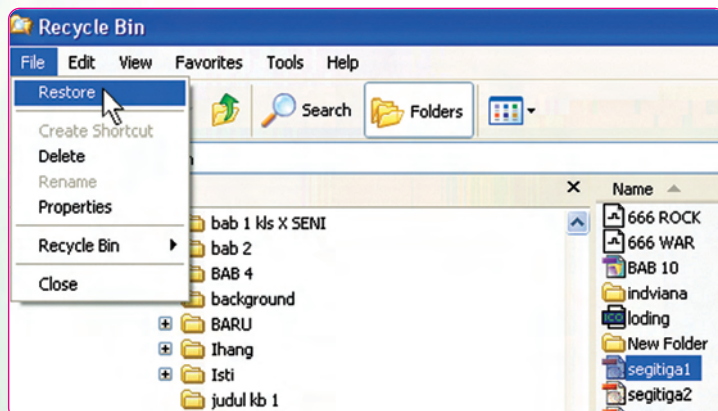 Recycle Bin
File Edit View Favorites Tools Help
Restore
Create Shortcut
Delete
Rename
Properties
Recycle Bin
Close
Search Folders
Name
bab 1 kls X SENI
bab 2
BAB 4
background
BARU
Ihang
Isti
judul kb 1
666 ROCK
666 WAR
BAB 10
indviana
ICO loding
New Folder
segitiga1
segitiga2